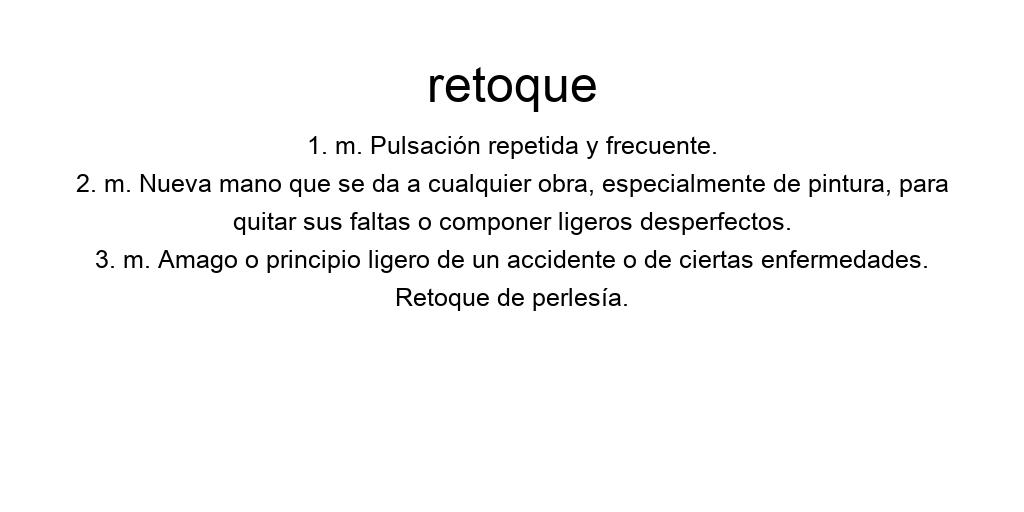 retoque
1. m. Pulsación repetida y frecuente.
2. m. Nueva mano que se da a cualquier obra, especialmente de pintura, para
quitar sus faltas o componer ligeros desperfectos.
3. m. Amago o principio ligero de un accidente o de ciertas enfermedades.
Retoque de perlesía.